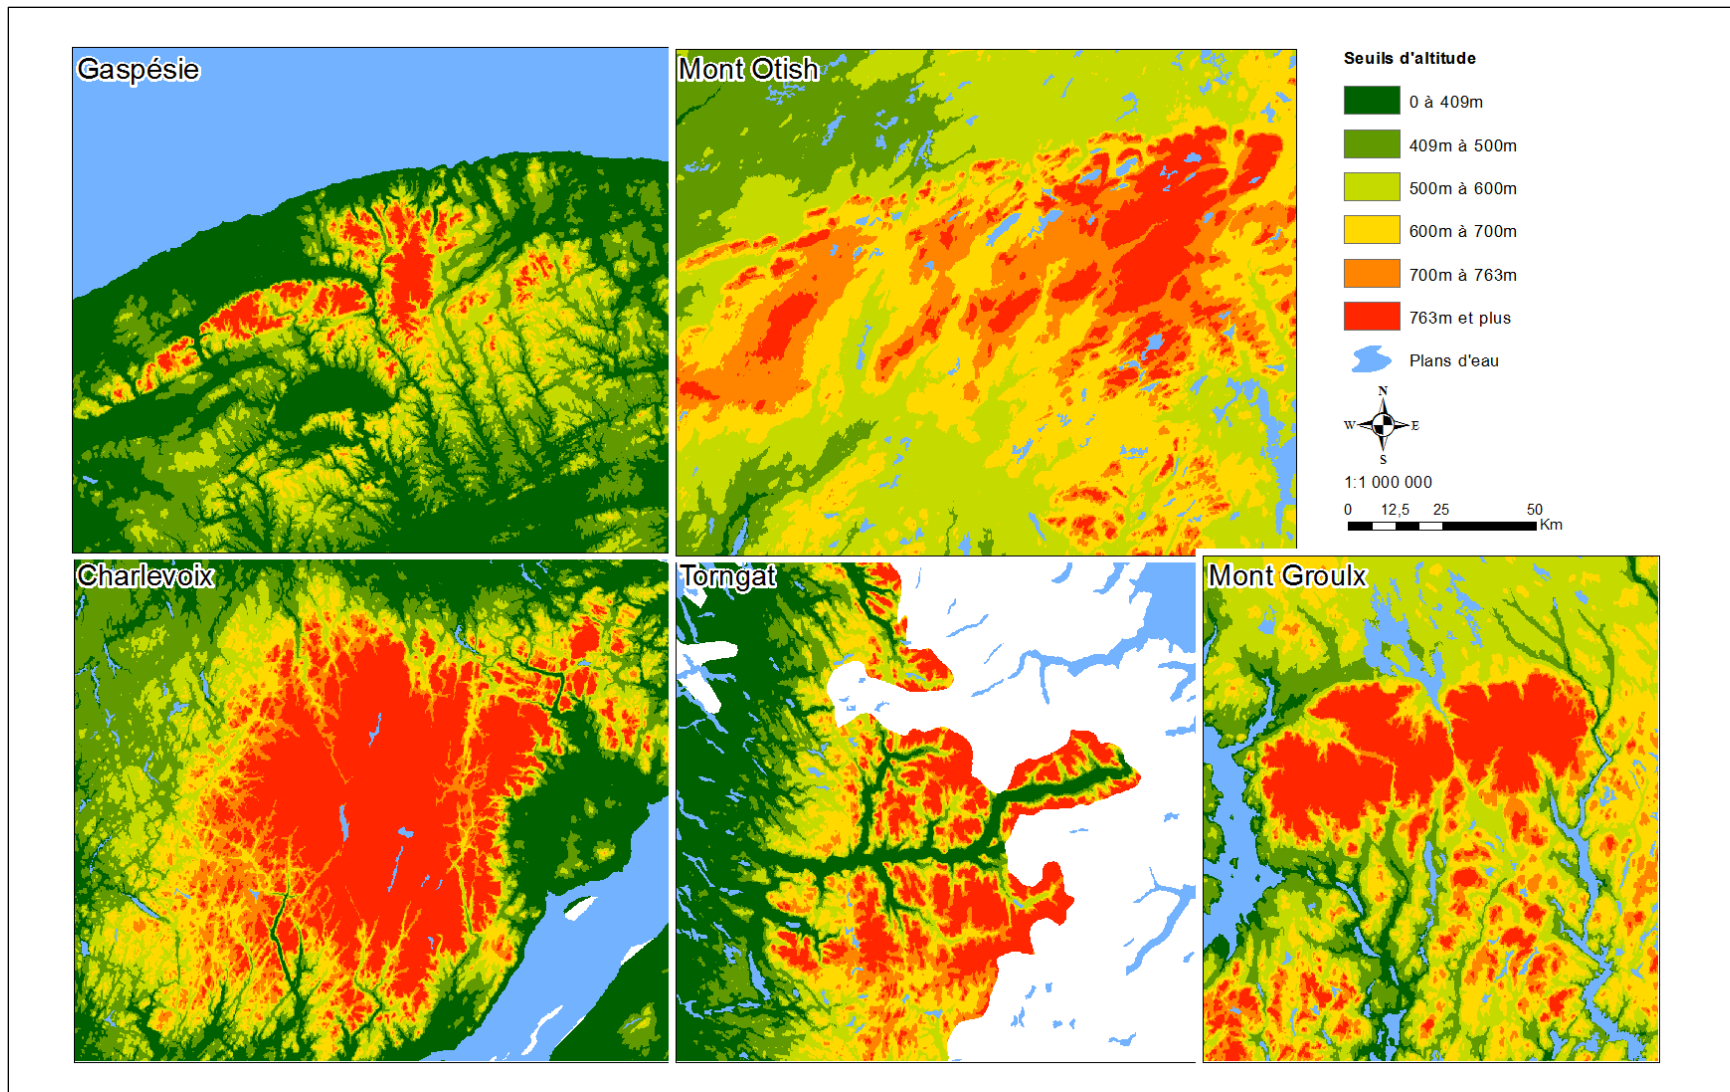 Gaspésie
Mont Otish
Seuils d'altitude
0 à 409m
409m à 500m
500m à 600m
600m à 700m
700m à 763m
763m et plus
Plans d'eau
N
W E
S
1:1 000 000
0 12,5 25 50
Km
Charlevoix
Torngat
Mont Groulx